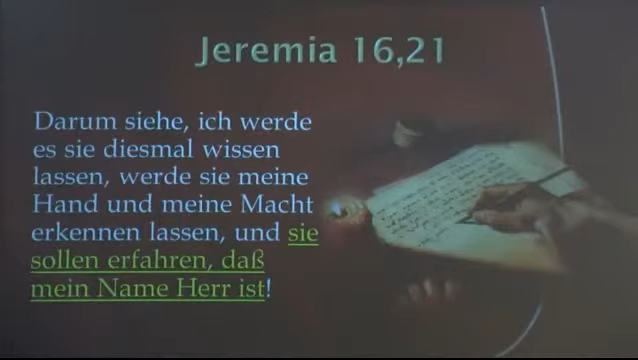 Jeremia 16,21
Darum siehe, ich werde
es sie diesmal wissen
lassen, werde sie meine
Hand und meine Macht
erkennen lassen, und sie
sollen erfahren, daß
mein Name Herr ist!